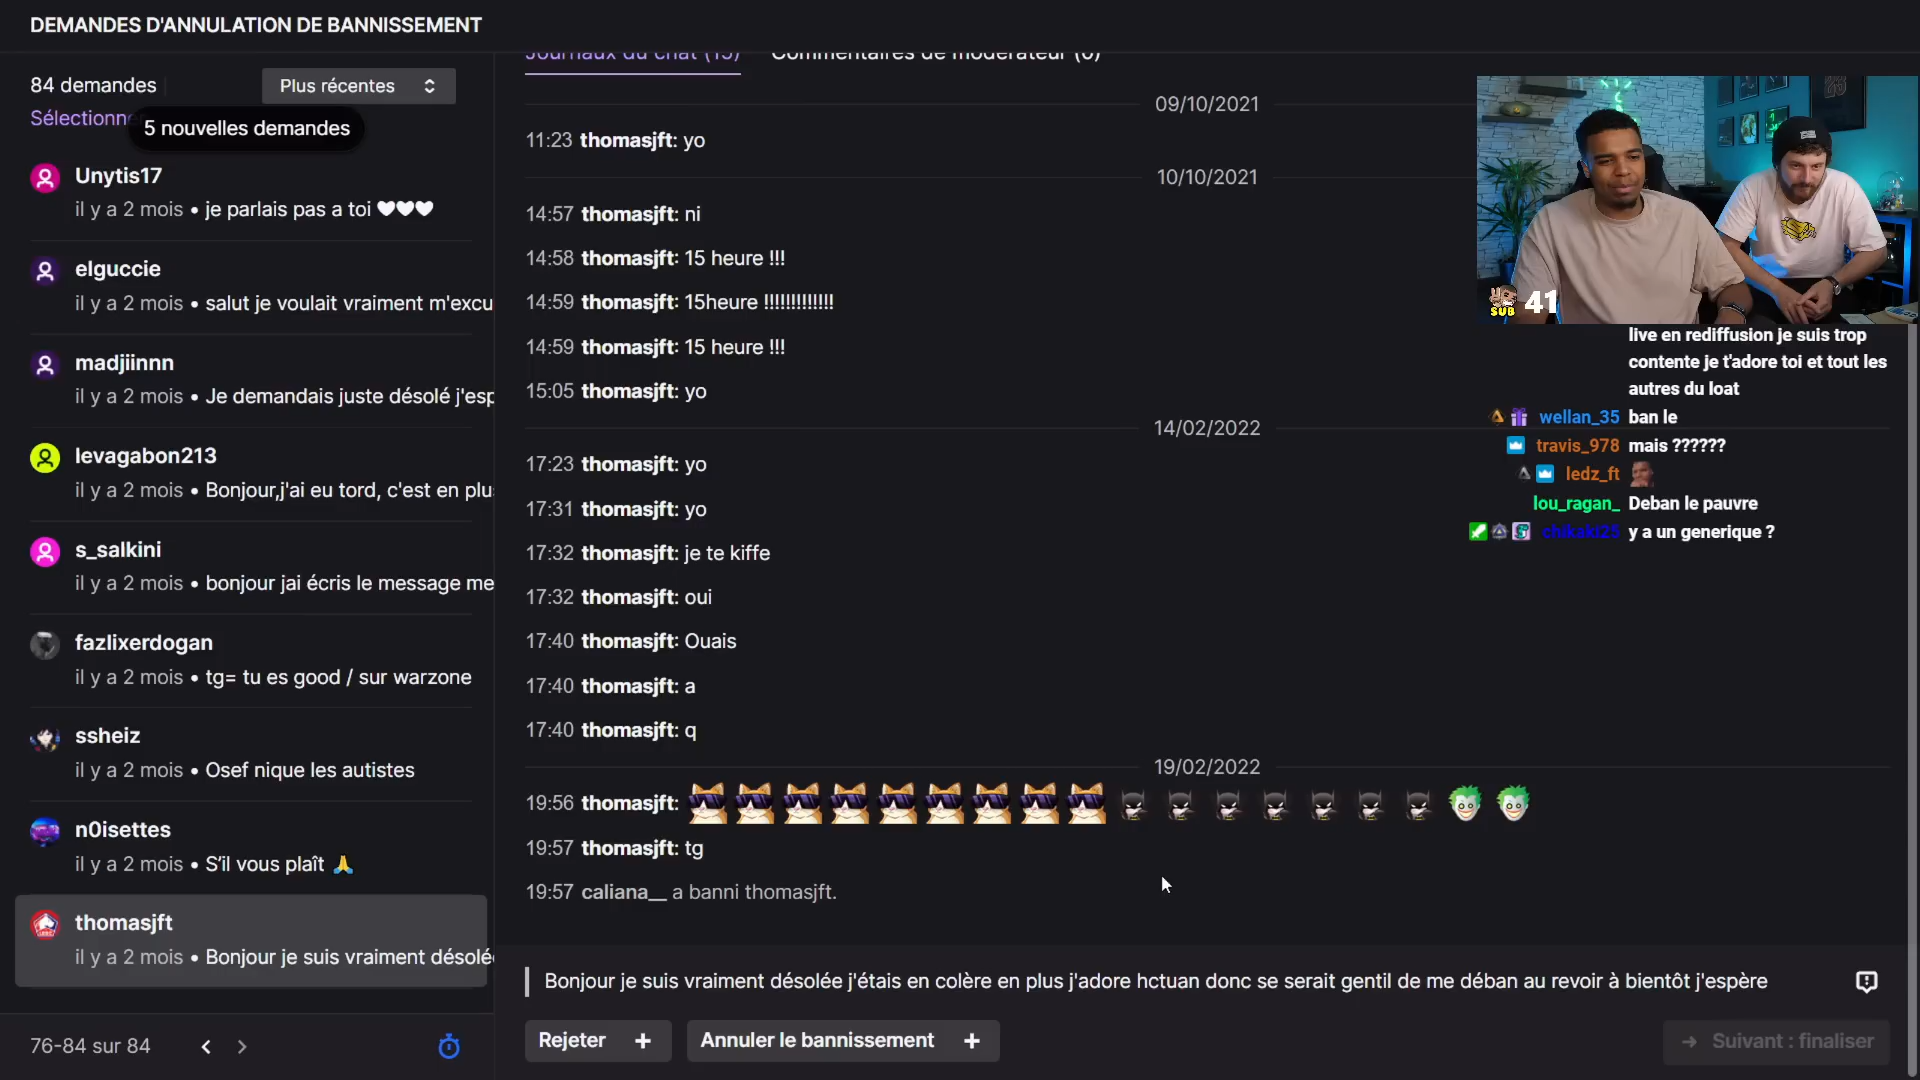 DEMANDES D'ANNULATION DE BANNISSEMENT
84 demandes
Plus récentes
Sélectionne
5 nouvelles demandes
Unytis17
il y a 2 mois • je parlais pas a toi 🤍🤍🤍
elguccie
il y a 2 mois • salut je voulait vraiment m'excu
madjiinnn
il y a 2 mois • Je demandais juste désolé j'esp
levagabon213
il y a 2 mois • Bonjour,j'ai eu tord, c'est en plu
s_salkini
il y a 2 mois • bonjour jai écris le message me
fazlixerdogan
il y a 2 mois • tg= tu es good / sur warzone
ssheiz
il y a 2 mois • Osef nique les autistes
n0isettes
il y a 2 mois • S'il vous plaît 🙏
thomasjft
il y a 2 mois • Bonjour je suis vraiment désolé
76-84 sur 84
Journaux du chat (15)
Commentaires de modérateur (0)
09/10/2021
11:23 thomasjft: yo
10/10/2021
14:57 thomasjft: ni
14:58 thomasjft: 15 heure !!!
14:59 thomasjft: 15heure !!!!!!!!!!!!!
14:59 thomasjft: 15 heure !!!
15:05 thomasjft: yo
14/02/2022
17:23 thomasjft: yo
17:31 thomasjft: yo
17:32 thomasjft: je te kiffe
17:32 thomasjft: oui
17:40 thomasjft: Ouais
17:40 thomasjft: a
17:40 thomasjft: q
19/02/2022
19:56 thomasjft:
19:57 thomasjft: tg
19:57 caliana__ a banni thomasjft.
Bonjour je suis vraiment désolée j'étais en colère en plus j'adore hctuan donc se serait gentil de me déban au revoir à bientôt j'espère
Rejeter +
Annuler le bannissement +
Suivant : finaliser
SUB 41
23
live en rediffusion je suis trop
contente je t'adore toi et tout les
autres du loat
wellan_35 ban le
travis_978 mais ??????
ledz_ft
lou_ragan_ Deban le pauvre
chikaki25 y a un generique ?